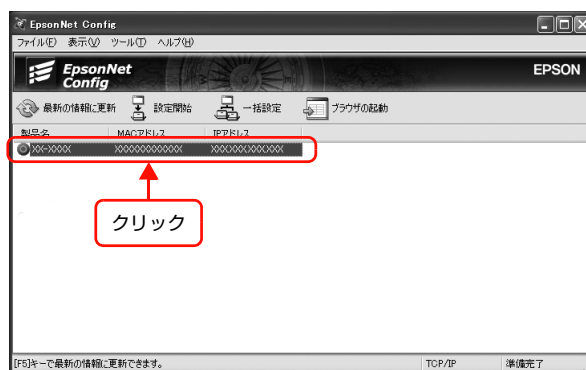 EpsonNet Config
ファイル(F) 表示(V) ツール(T) ヘルプ(H)
EpsonNet
Config
EPSON
最新の情報に更新 設定開始 一括設定 ブラウザの起動
製品名 MACアドレス IPアドレス
XX-XXXX XXXXXXXXXXXX XXX.XXX.XXX.XXX
クリック
[F5]キーで最新の情報に更新できます。 TCP/IP 準備完了